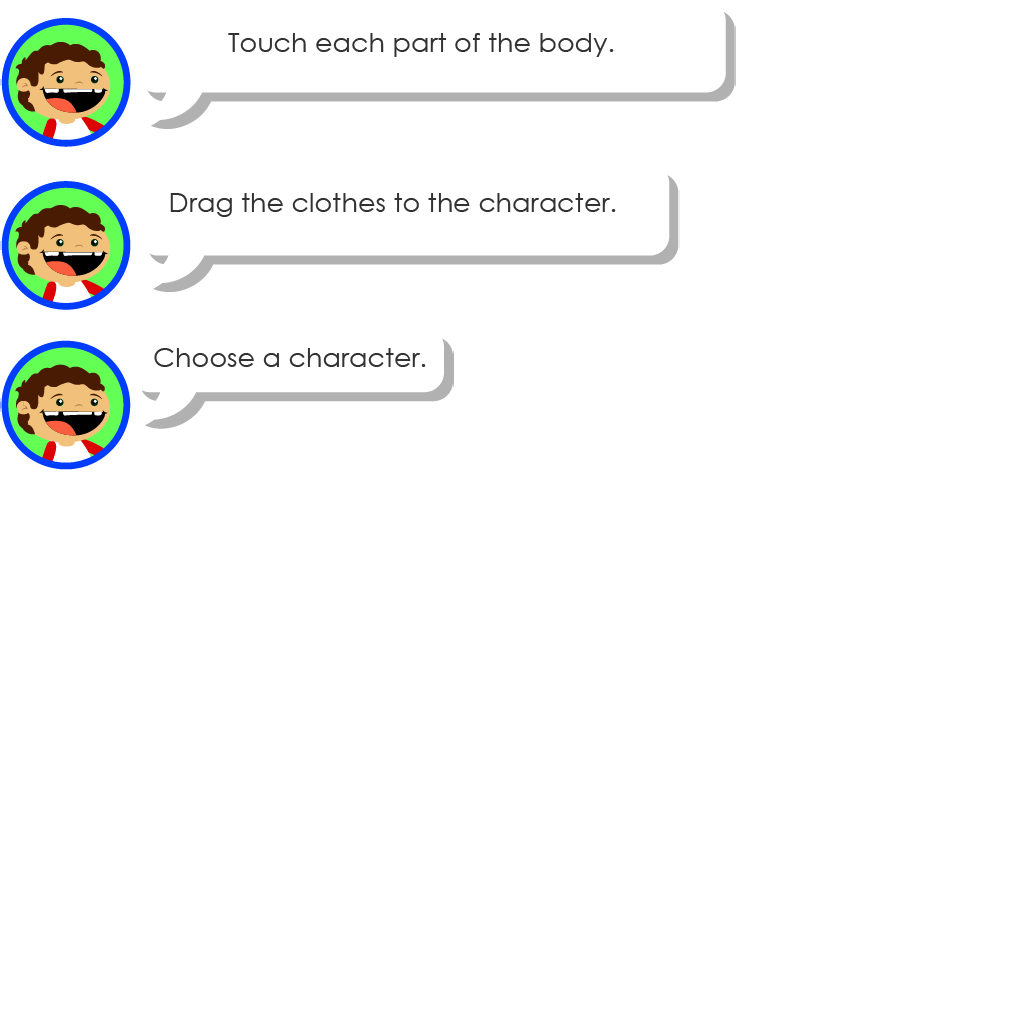 Touch each part of the body.
Drag the clothes to the character.
Choose a character.